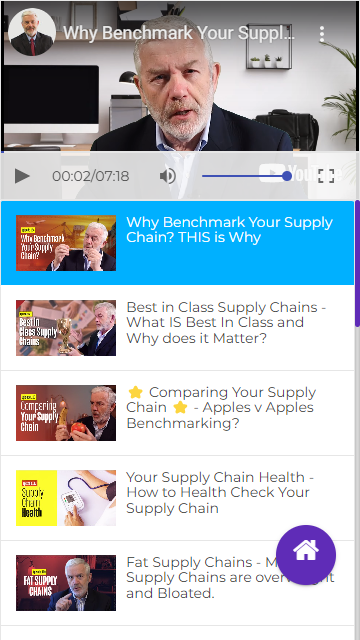 Why Benchmark Your Suppl...
YouTube
00:02/07:18
Why Benchmark
Your Supply
Chain?
Why Benchmark Your Supply
Chain? THIS is Why
Best in
Class Supply
Chains
Best in Class Supply Chains -
What IS Best In Class and
Why does it Matter?
Comparing
Your Supply
Chain
⭐ Comparing Your Supply
Chain ⭐ - Apples v Apples
Benchmarking?
Supply
Chain
Health
Your Supply Chain Health -
How to Health Check Your
Supply Chain
FAT SUPPLY
CHAINS
Fat Supply Chains -
Supply Chains are
and Bloated.